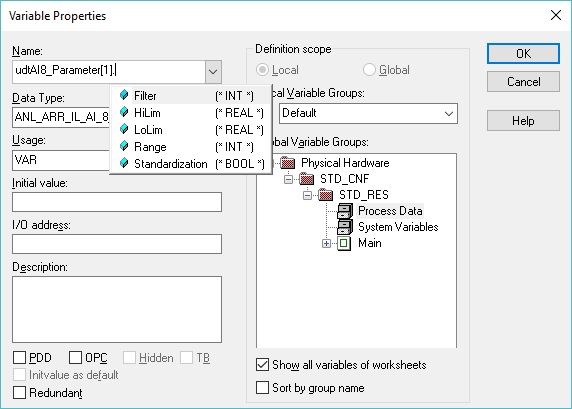 Variable Properties
Name:
udtAI8_Parameter[1].
Filter (* INT *)
HiLim (* REAL *)
LoLim (* REAL *)
Range (* INT *)
Standardization (* BOOL *)
Data Type:
ANL_ARR_IL_AI_8
Usage:
VAR
Initial value:
I/O address:
Description:
PDD OPC Hidden TB
Initvalue as default
Redundant
Definition scope
Local Global
cal Variable Groups:
Default
lobal Variable Groups:
Physical Hardware
STD_CNF
STD_RES
Process Data
System Variables
Main
Show all variables of worksheets
Sort by group name
OK
Cancel
Help